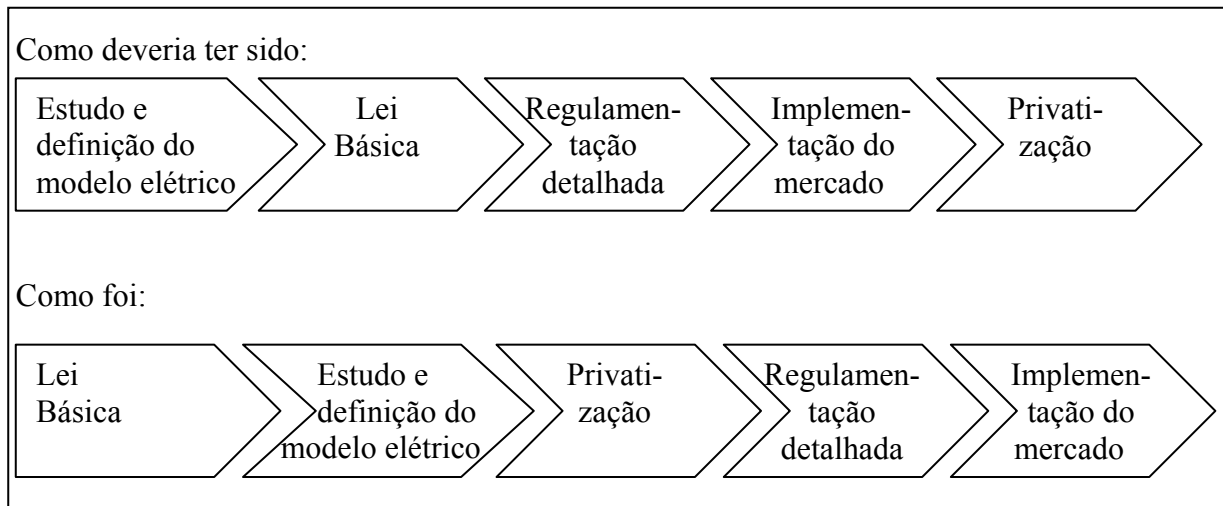 Como deveria ter sido:
Estudo e
definição do
modelo elétrico
Lei
Básica
Regulamen-
tação
detalhada
Implemen-
tação do
mercado
Privati-
zação
Como foi:
Lei
Básica
Estudo e
definição do
modelo elétrico
Privati-
zação
Regulamen-
tação
detalhada
Implemen-
tação do
mercado